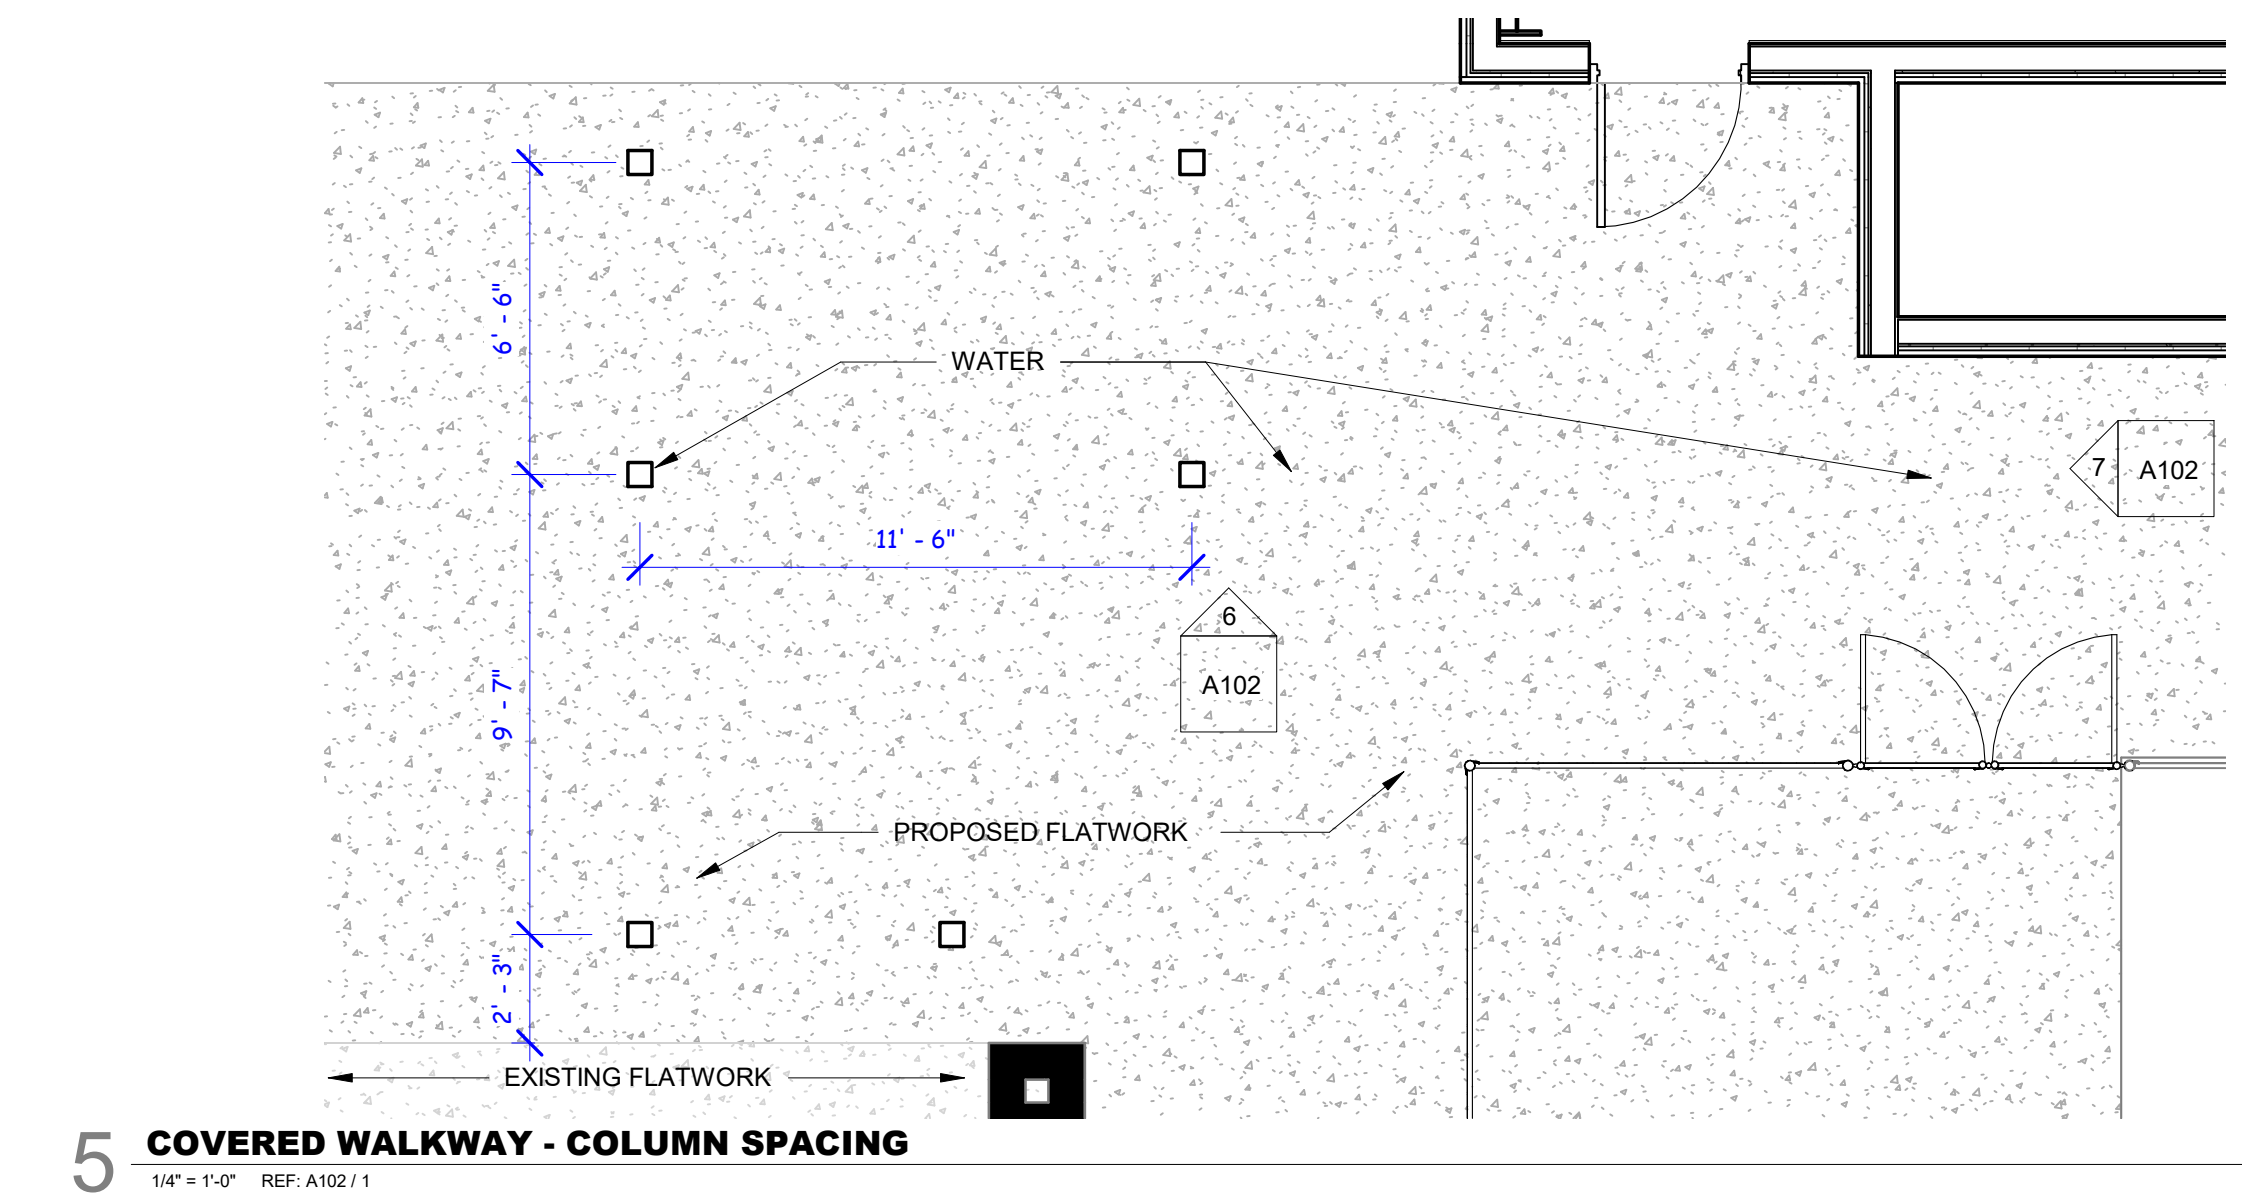 6' - 6"
WATER
7
A102
11' - 6"
6
A102
9' - 7"
PROPOSED FLATWORK
2' - 3"
EXISTING FLATWORK
5
COVERED WALKWAY - COLUMN SPACING
1/4" = 1'-0" REF: A102 / 1